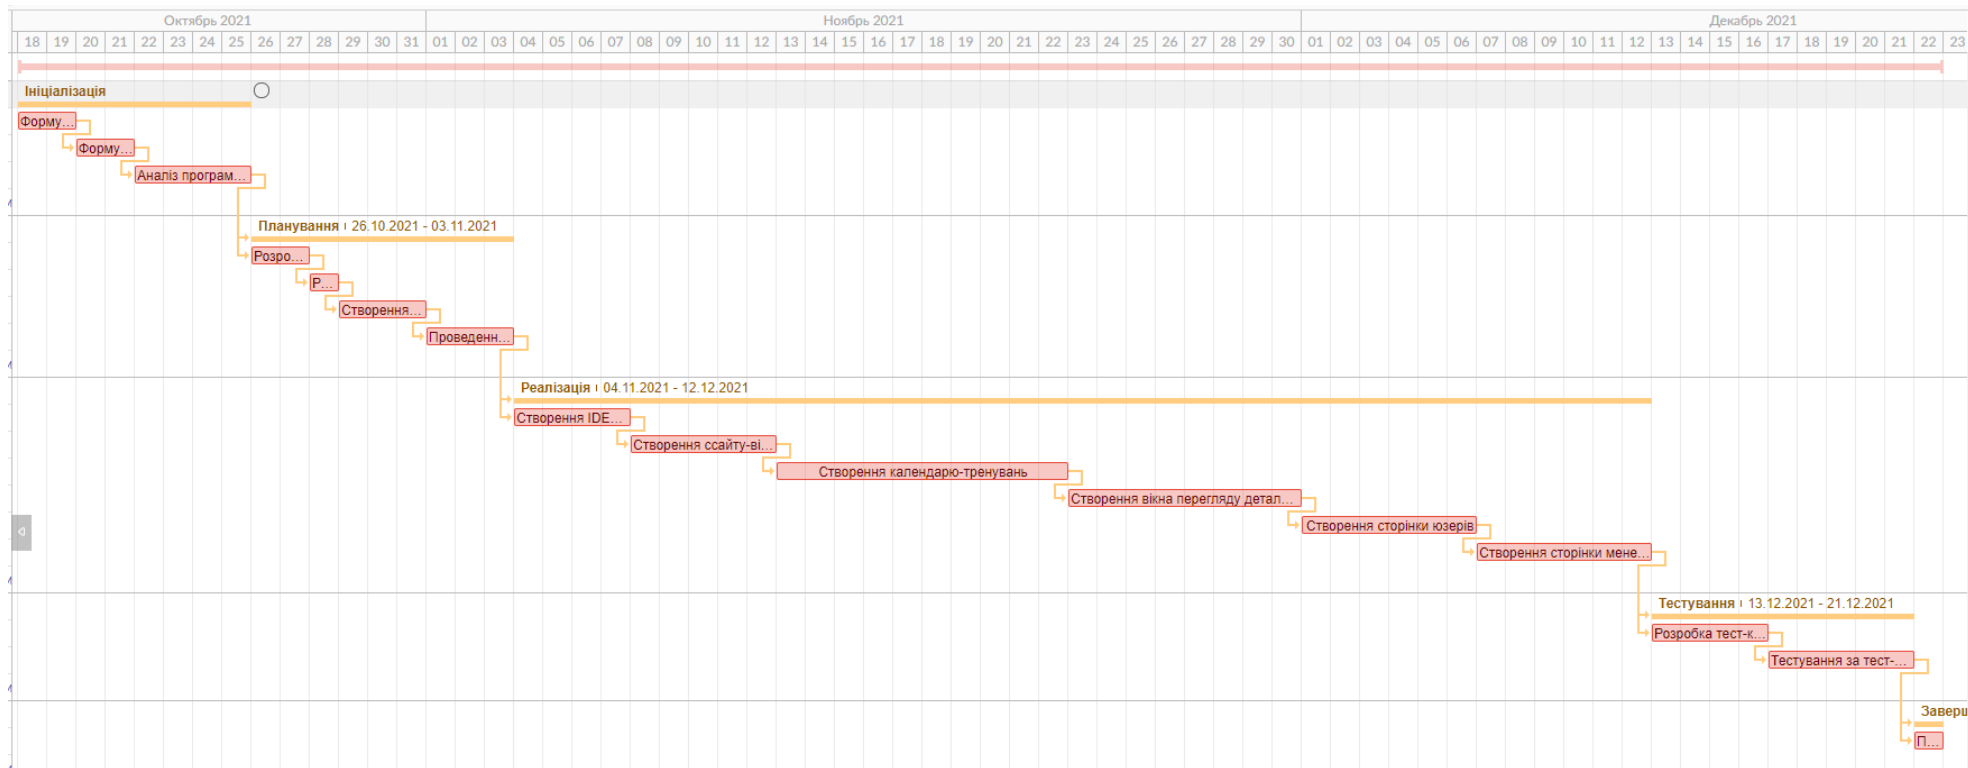 Октябрь 2021 Ноябрь 2021 Декабрь 2021
18 19 20 21 22 23 24 25 26 27 28 29 30 31 01 02 03 04 05 06 07 08 09 10 11 12 13 14 15 16 17 18 19 20 21 22 23 24 25 26 27 28 29 30 01 02 03 04 05 06 07 08 09 10 11 12 13 14 15 16 17 18 19 20 21 22 23
Ініціалізація
Форму...
Форму...
Аналіз програм...
Планування 26.10.2021 - 03.11.2021
Розро...
Р...
Створення...
Проведенн...
Реалізація 04.11.2021 - 12.12.2021
Створення IDE...
Створення ссайту-ві...
Створення календарю-тренувань
Створення вікна перегляду детал...
Створення сторінки юзерів
Створення сторінки мене...
Тестування 13.12.2021 - 21.12.2021
Розробка тест-к...
Тестування за тест-...
Заверш
П...